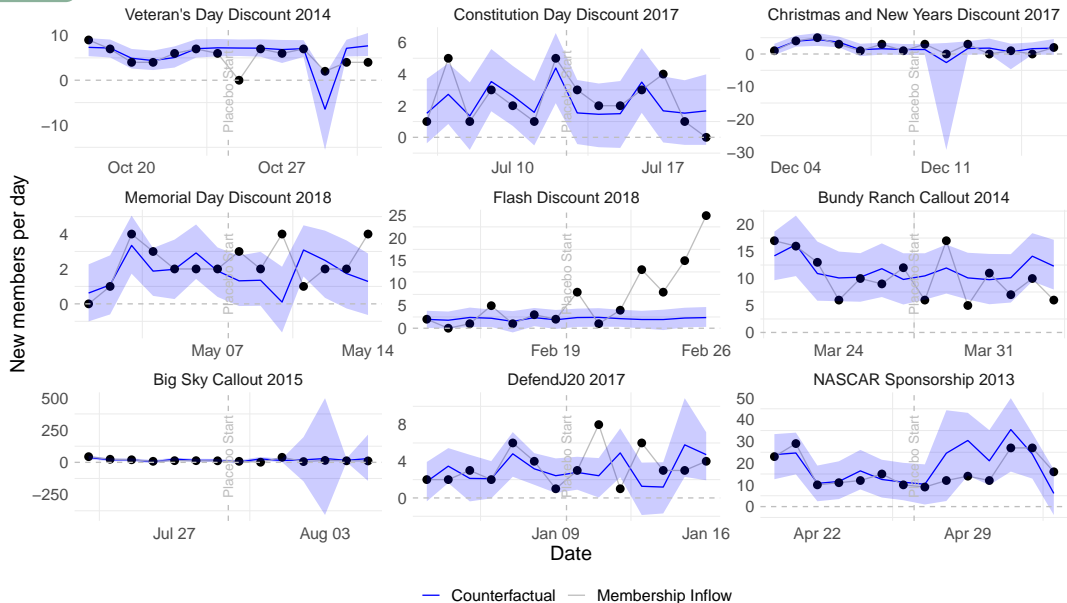 Veteran's Day Discount 2014
Constitution Day Discount 2017
Christmas and New Years Discount 2017
10
0
−10
Placebo Start
Oct 20
Oct 27
6
4
2
0
Placebo Start
Jul 10
Jul 17
0
−10
−20
−30
Placebo Start
Dec 04
Dec 11
New members per day
Memorial Day Discount 2018
Flash Discount 2018
Bundy Ranch Callout 2014
4
2
0
Placebo Start
May 07
May 14
25
20
15
10
5
0
Placebo Start
Feb 19
Feb 26
20
15
10
5
0
Placebo Start
Mar 24
Mar 31
Big Sky Callout 2015
DefendJ20 2017
NASCAR Sponsorship 2013
500
250
0
−250
Placebo Start
Jul 27
Aug 03
8
4
0
Placebo Start
Jan 09
Jan 16
50
40
30
20
10
0
Placebo Start
Apr 22
Apr 29
Date
Counterfactual
Membership Inflow